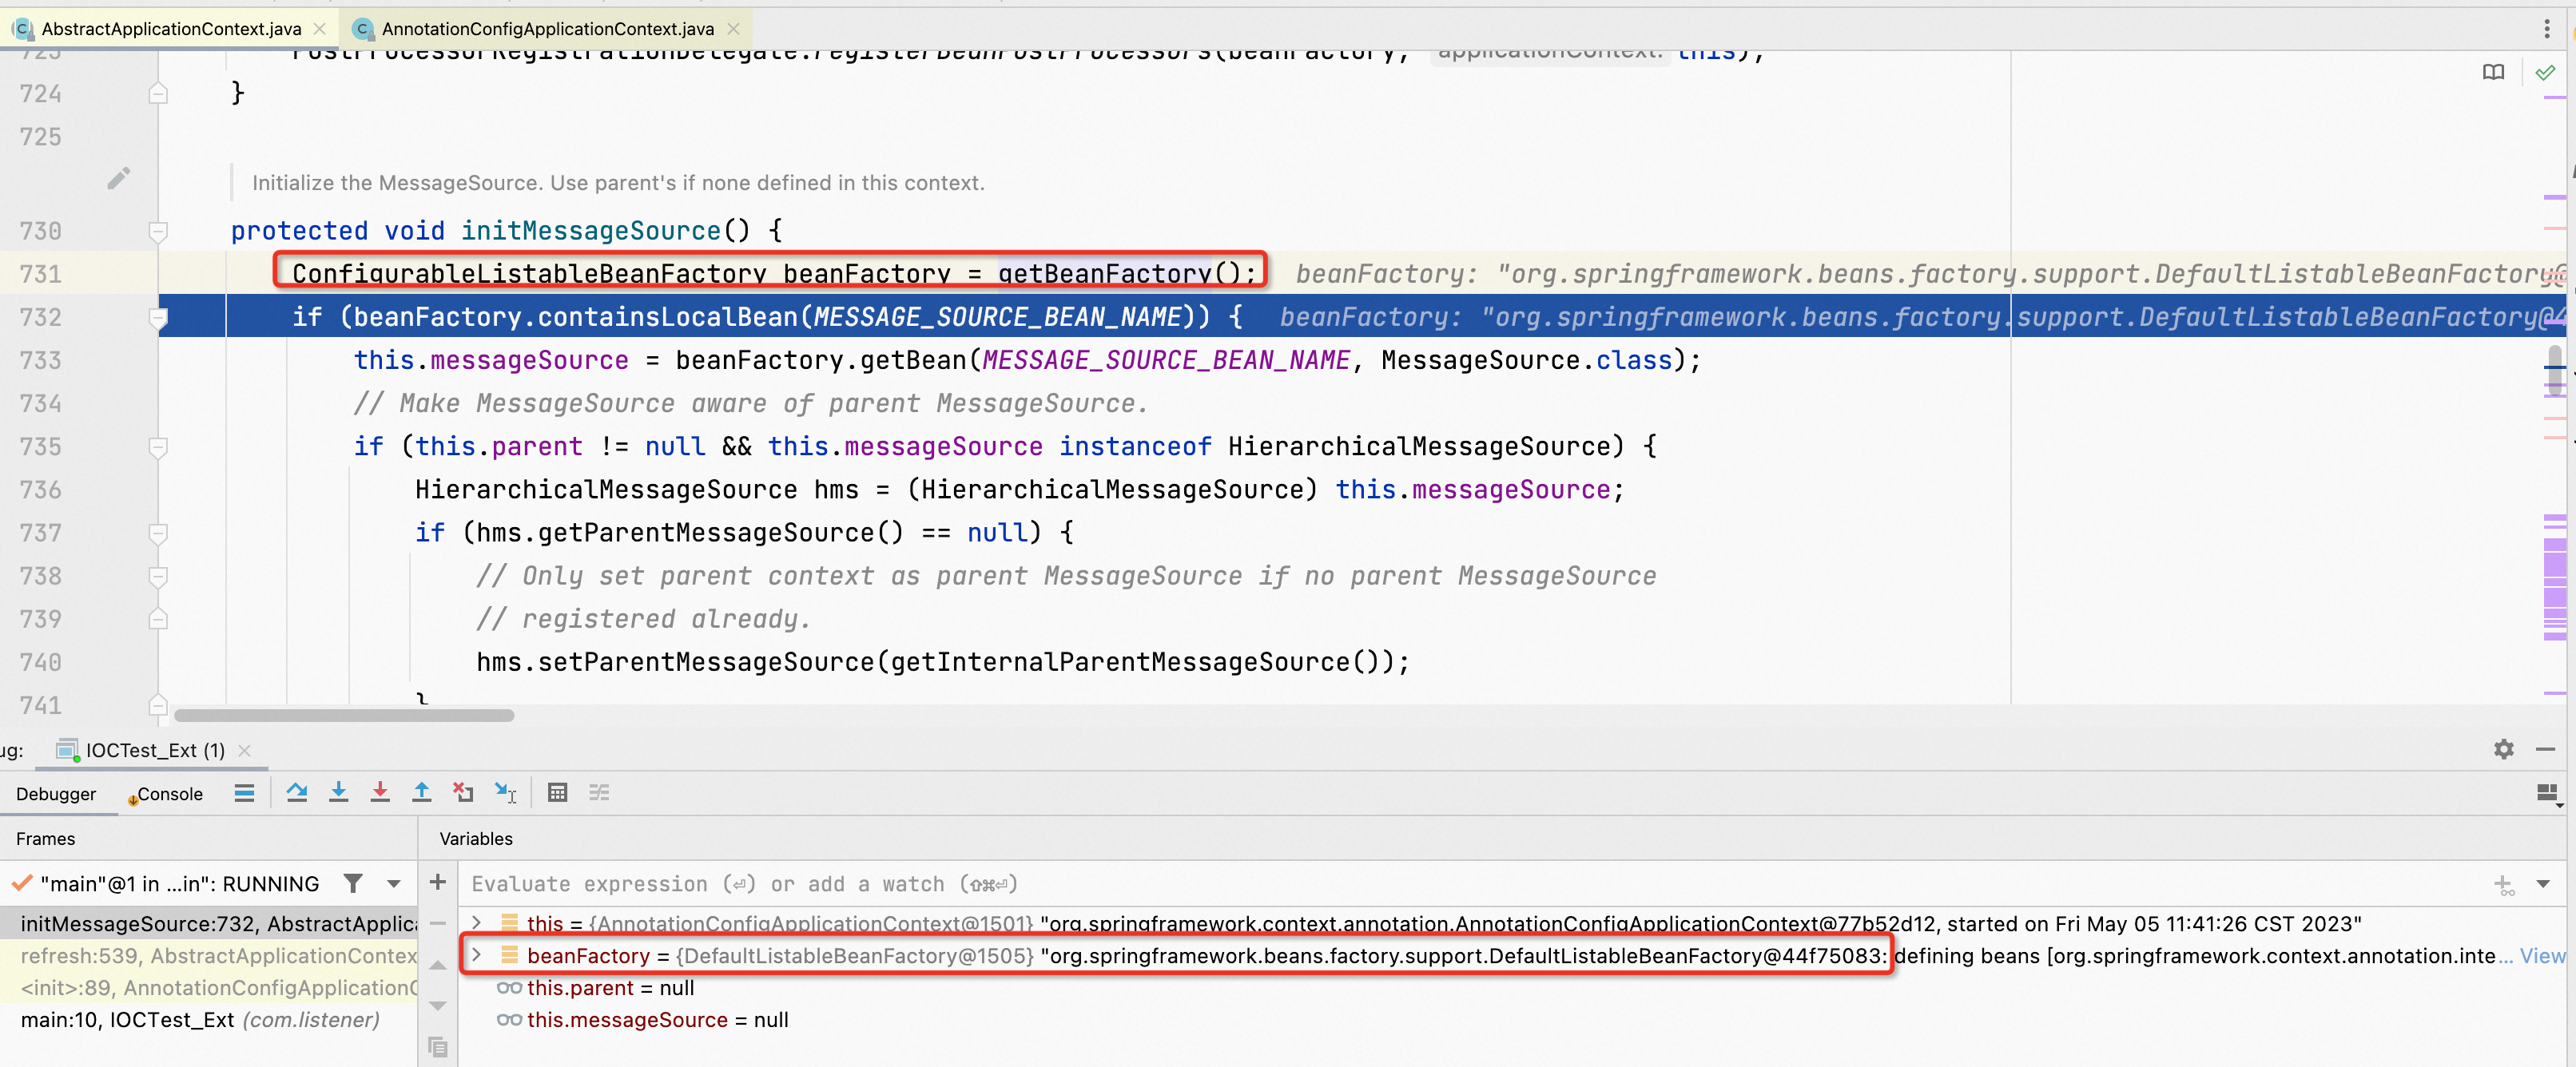 AbstractApplicationContext.java AnnotationConfigApplicationContext.java
723 PostProcessorRegistrationDelegate.registerBeanPostProcessors(beanFactory, applicationContext: this);
724 }
725
Initialize the MessageSource. Use parent's if none defined in this context.
730 protected void initMessageSource() {
731 ConfigurableListableBeanFactory beanFactory = getBeanFactory(); beanFactory: "org.springframework.beans.factory.support.DefaultListableBeanFactory@
732 if (beanFactory.containsLocalBean(MESSAGE_SOURCE_BEAN_NAME)) { beanFactory: "org.springframework.beans.factory.support.DefaultListableBeanFactory@4
733 this.messageSource = beanFactory.getBean(MESSAGE_SOURCE_BEAN_NAME, MessageSource.class);
734 // Make MessageSource aware of parent MessageSource.
735 if (this.parent != null && this.messageSource instanceof HierarchicalMessageSource) {
736 HierarchicalMessageSource hms = (HierarchicalMessageSource) this.messageSource;
737 if (hms.getParentMessageSource() == null) {
738 // Only set parent context as parent MessageSource if no parent MessageSource
739 // registered already.
740 hms.setParentMessageSource(getInternalParentMessageSource());
741 }
ug: IOCTest_Ext (1)
Debugger Console
Frames Variables
"main"@1 in ...in": RUNNING Evaluate expression (⏎) or add a watch (⇧⌘⏎)
initMessageSource:732, AbstractApplica this = {AnnotationConfigApplicationContext@1501} "org.springframework.context.annotation.AnnotationConfigApplicationContext@77b52d12, started on Fri May 05 11:41:26 CST 2023"
refresh:539, AbstractApplicationContex beanFactory = {DefaultListableBeanFactory@1505} "org.springframework.beans.factory.support.DefaultListableBeanFactory@44f75083: defining beans [org.springframework.context.annotation.inte... View
<init>:89, AnnotationConfigApplicationC this.parent = null
main:10, IOCTest_Ext (com.listener) this.messageSource = null